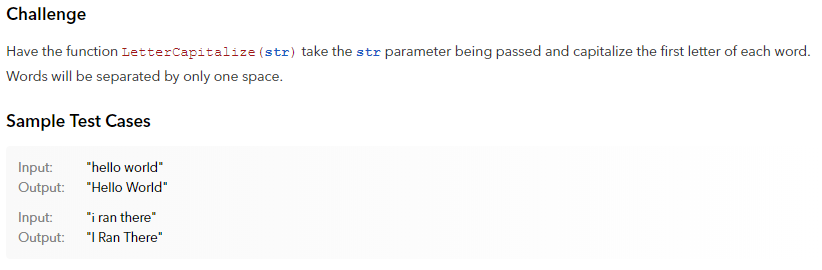 Challenge
Have the function LetterCapitalize(str) take the str parameter being passed and capitalize the first letter of each word.
Words will be separated by only one space.
Sample Test Cases
Input: "hello world"
Output: "Hello World"
Input: "i ran there"
Output: "I Ran There"